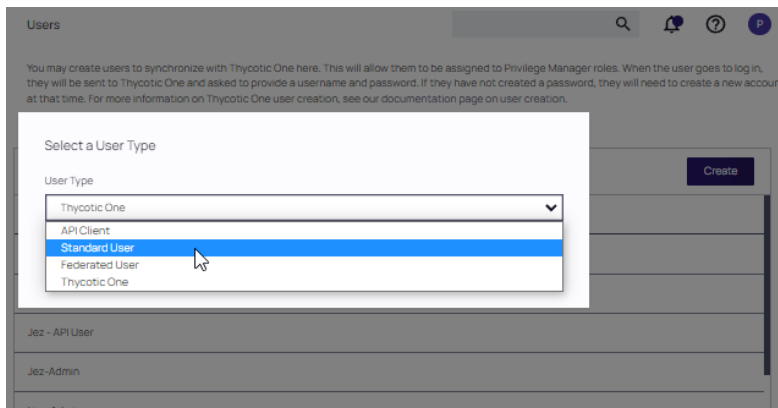 Users
P
You may create users to synchronize with Thycotic One here. This will allow them to be assigned to Privilege Manager roles. When the user goes to log in,
they will be sent to Thycotic One and asked to provide a username and password. If they have not created a password, they will need to create a new accour
at that time. For more information on Thycotic One user creation, see our documentation page on user creation.
Select a User Type
Create
User Type
Thycotic One
API Client
Standard User
Federated User
Thycotic One
Jez - API User
Jez-Admin